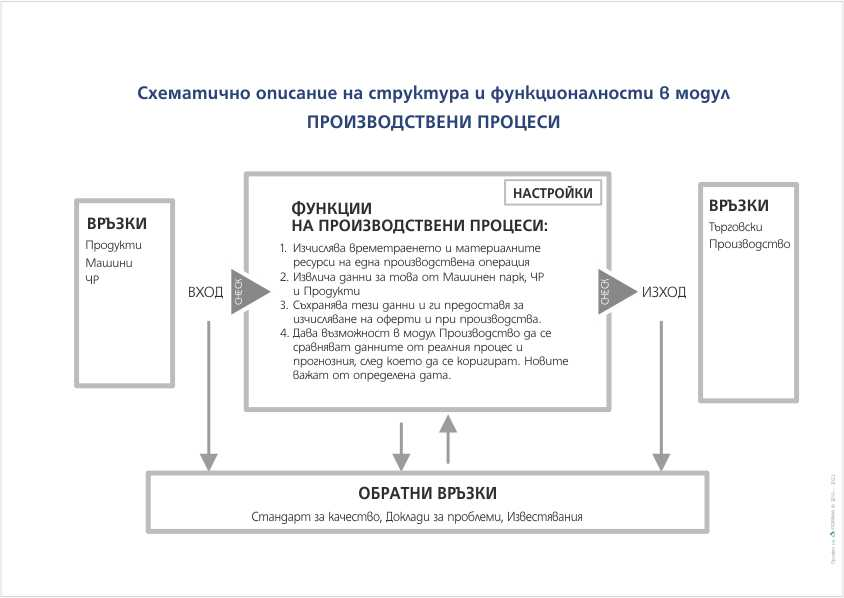 Схематично описание на структура и функционалности в модул
ПРОИЗВОДСТВЕНИ ПРОЦЕСИ
ВРЪЗКИ
Продукти
Машини
ЧР
ВХОД
CHECK
НАСТРОЙКИ
ФУНКЦИИ
НА ПРОИЗВОДСТВЕНИ ПРОЦЕСИ:
1. Изчислява времетраенето и материалните
ресурси на една производствена операция
2. Извлича данни за това от Машинен парк, ЧР
и Продукти
3. Съхранява тези данни и ги предоставя за
изчисляване на оферти и при производства.
4. Дава възможност в модул Производство да се
сравняват данните от реалния процес и
прогнозния, след което да се коригират. Новите
важат от определена дата.
CHECK
ИЗХОД
ВРЪЗКИ
Търговски
Производство
ОБРАТНИ ВРЪЗКИ
Стандарт за качество, Доклади за проблеми, Известявания